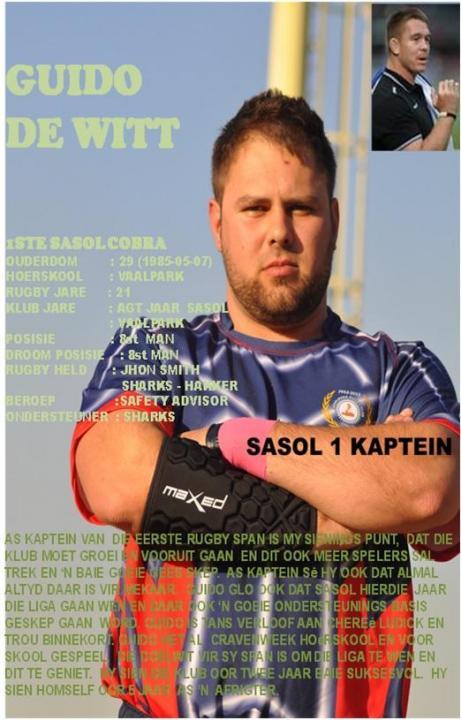 GUIDO
DE WITT
1STE SASOL COBRA
OUDERDOM : 29 (1985-05-07)
HOERSKOOL : VAALPARK
RUGBY JARE : 21
KLUB JARE : AGT JAAR SASOL
: VAALPARK
POSISIE : 8st MAN
DROOM POSISIE : 8st MAN
RUGBY HELD : JHON SMITH
SHARKS - HARKER
BEROEP :SAFETY ADVISOR
ONDERSTEUNER : SHARKS
SASOL 1 KAPTEIN
maxed
AS KAPTEIN VAN DIE EERSTE RUGBY SPAN IS MY SIENINGS PUNT, DAT DIE
KLUB MOET GROEI EN VOORUIT GAAN EN DIT OOK MEER SPELERS SAL
TREK EN 'N BAIE GOEIE GEES SKEP. AS KAPTEIN Sê HY OOK DAT ALMAL
ALTYD DAAR IS VIR MEKAAR. GUIDO GLO OOK DAT SASOL HIERDIE JAAR
DIE LIGA GAAN WEN EN DAAR OOK 'N GOEIE ONDERSTEUNINGS BASIS
GESKEP GAAN WORD. GUIDO IS TANS VERLOOF AAN CHEREé LUDICK EN
TROU BINNEKORT. GUIDO HET AL CRAVENWEEK HOëRSKOOL EN VOOR
SKOOL GESPEEL. DIE DOELWIT VIR SY SPAN IS OM DIE LIGA TE WEN EN
DIT TE GENIET. HY SIEN DIE KLUB OOR TWEE JAAR BAIE SUKSESVOL. HY
SIEN HOMSELF OOR 5 JAAR AS 'N AFRIGTER.